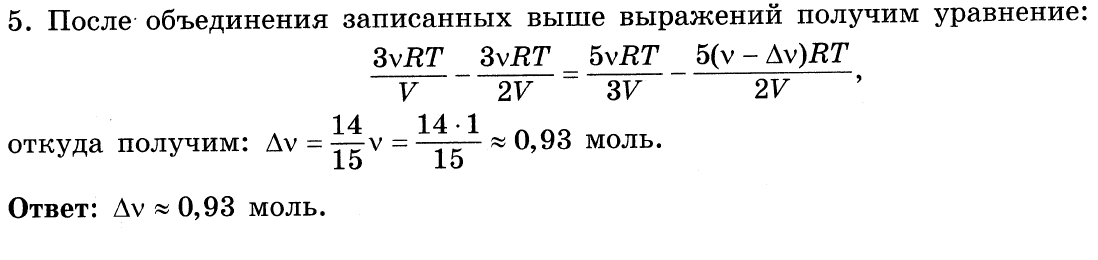 5. После объединения записанных выше выражений получим уравнение:
3νRT/V − 3νRT/2V = 5νRT/3V − 5(ν − Δν)RT/2V,
откуда получим: Δν = 14/15 ν = 14 · 1/15 ≈ 0,93 моль.
Ответ: Δν ≈ 0,93 моль.